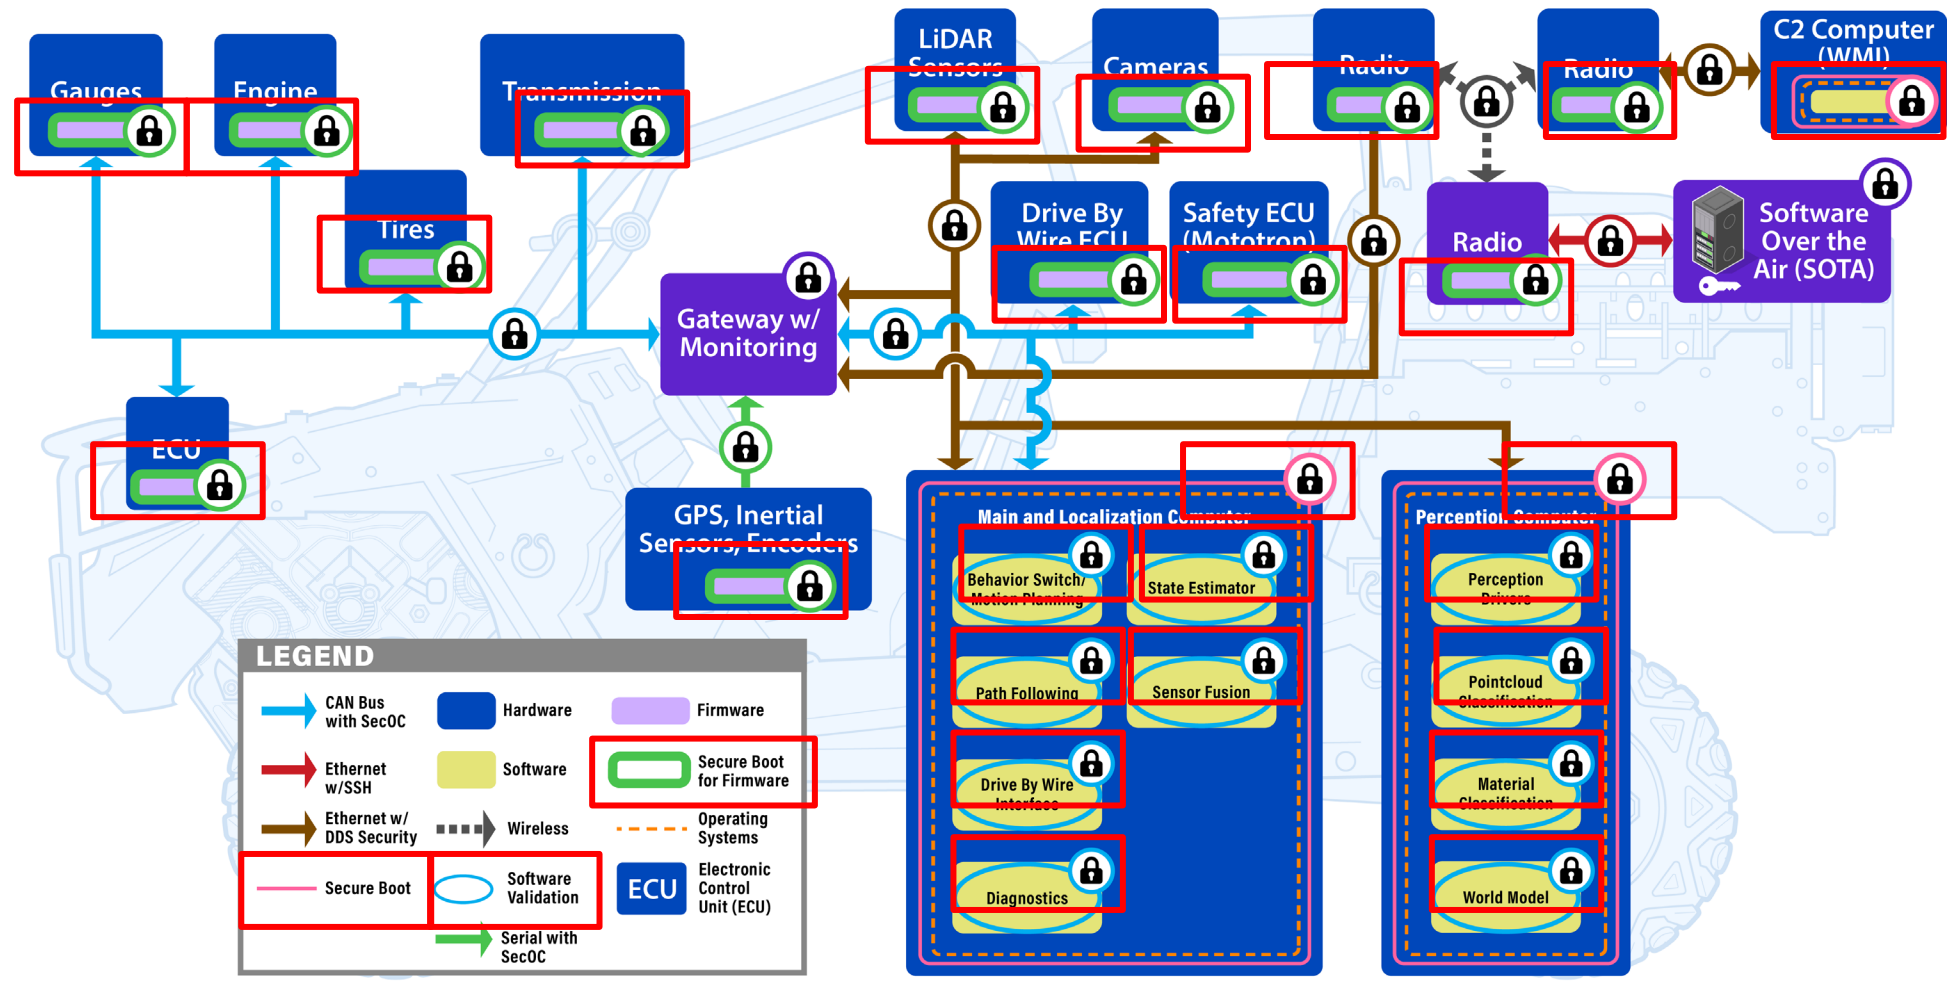 Gauges
Engine
Transmission
LiDAR
Sensors
Cameras
Radio
Radio
C2 Computer
(WMI)
Tires
Drive By
Wire ECU
Safety ECU
(Mototron)
Radio
Software
Over the
Air (SOTA)
Gateway w/
Monitoring
ECU
GPS, Inertial
Sensors, Encoders
Main and Localization Computer
Behavior Switch/
Motion Planning
State Estimator
Path Following
Sensor Fusion
Drive By Wire
Interface
Diagnostics
Perception Computer
Perception
Drivers
Pointcloud
Classification
Material
Classification
World Model
LEGEND
CAN Bus
with SecOC
Hardware
Firmware
Ethernet
w/SSH
Software
Secure Boot
for Firmware
Ethernet w/
DDS Security
Wireless
Operating
Systems
Secure Boot
Software
Validation
ECU
Electronic
Control
Unit (ECU)
Serial with
SecOC